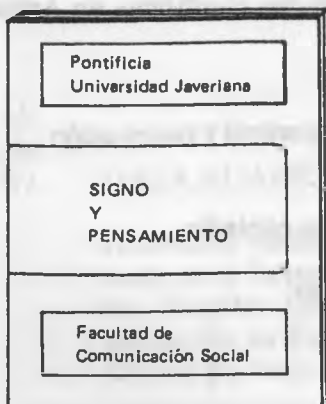 Pontificia
Universidad Javeriana
SIGNO
Y
PENSAMIENTO
Facultad de
Comunicación Social